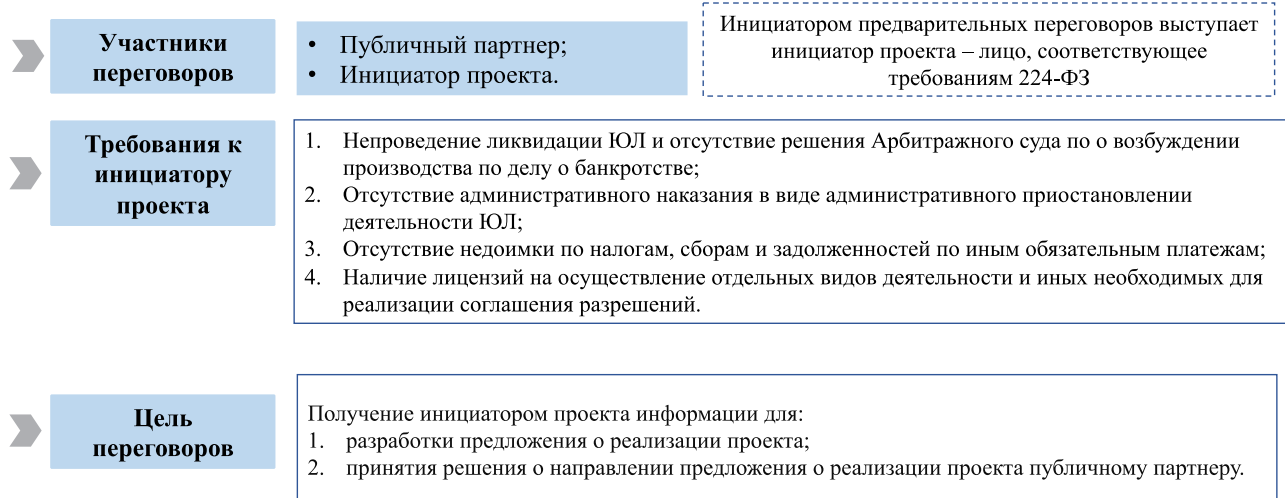 Участники
переговоров
• Публичный партнер;
• Инициатор проекта.
Инициатором предварительных переговоров выступает
инициатор проекта – лицо, соответствующее
требованиям 224-ФЗ
Требования к
инициатору
проекта
1. Непроведение ликвидации ЮЛ и отсутствие решения Арбитражного суда по о возбуждении
производства по делу о банкротстве;
2. Отсутствие административного наказания в виде административного приостановлении
деятельности ЮЛ;
3. Отсутствие недоимки по налогам, сборам и задолженностей по иным обязательным платежам;
4. Наличие лицензий на осуществление отдельных видов деятельности и иных необходимых для
реализации соглашения разрешений.
Цель
переговоров
Получение инициатором проекта информации для:
1. разработки предложения о реализации проекта;
2. принятия решения о направлении предложения о реализации проекта публичному партнеру.